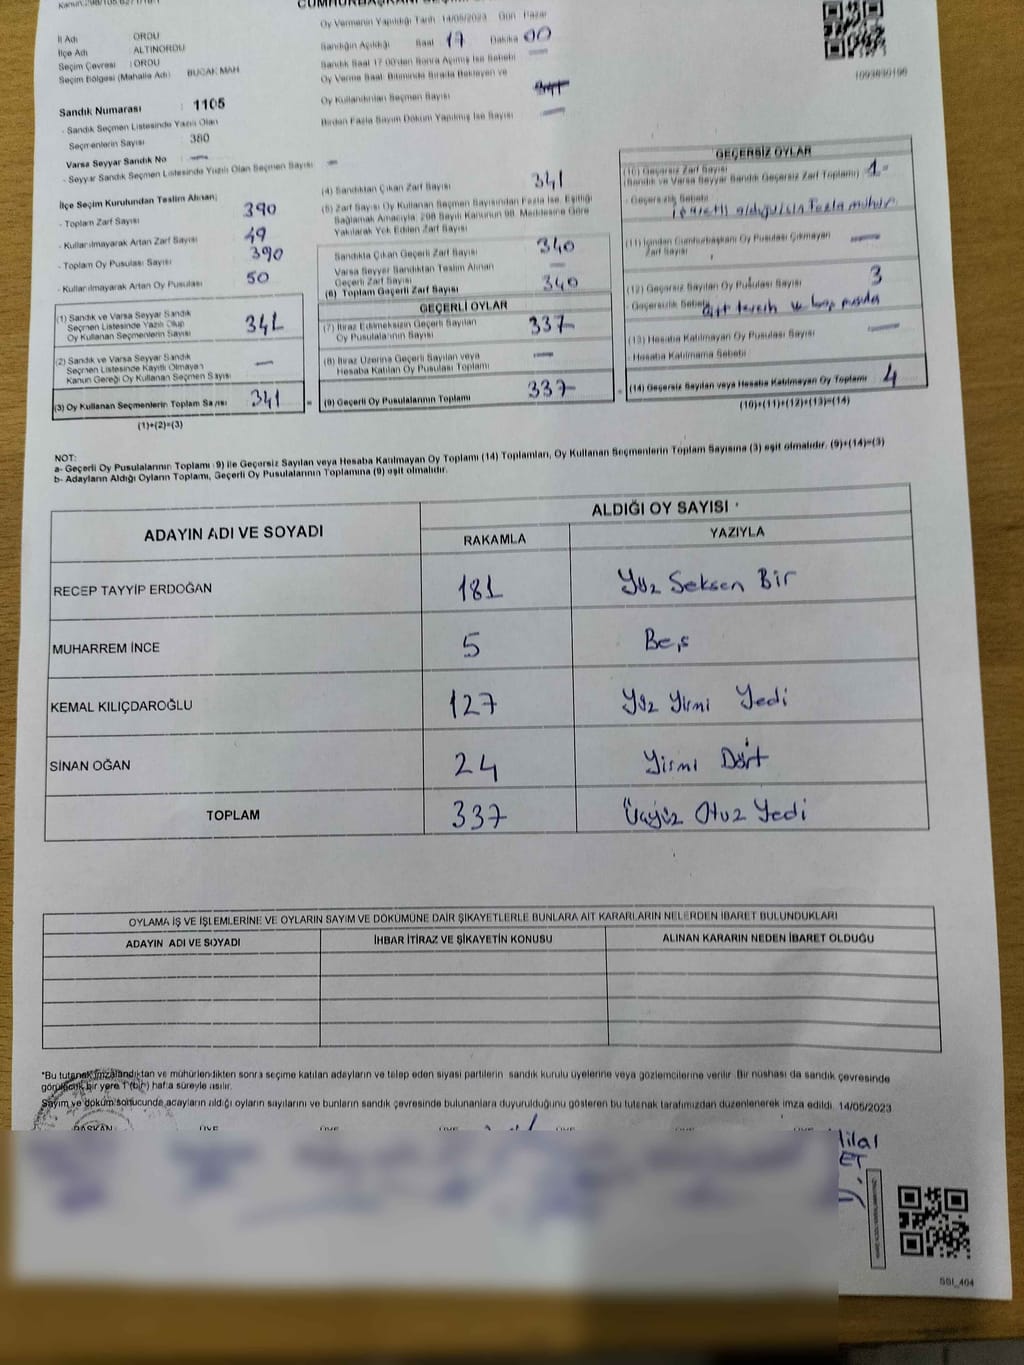 İl Adı ORDU
İlçe Adı ALTINORDU
Seçim Çevresi : ORDU
Seçim Bölgesi (Mahalle Adı) BUCAK MAH
Sandık Numarası : 1105
- Sandık Seçmen Listesinde Yazılı Olan
Seçmenlerin Sayısı 380
Varsa Seyyar Sandık No —
- Seyyar Sandık Seçmen Listesinde Yazılı Olan Seçmen Sayısı —
İlçe Seçim Kurulundan Teslim Alınan;
- Toplam Zarf Sayısı 390
- Kullanılmayarak Artan Zarf Sayısı 49
- Toplam Oy Pusulası Sayısı 390
- Kullanılmayarak Artan Oy Pusulası 50
(1) Sandık ve Varsa Seyyar Sandık
Seçmen Listesinde Yazılı Olup
Oy Kullanan Seçmenlerin Sayısı 341
(2) Sandık ve Varsa Seyyar Sandık
Seçmen Listesinde Kayıtlı Olmayan
Kanun Gereği Oy Kullanan Seçmen Sayısı —
(3) Oy Kullanan Seçmenlerin Toplam Sayısı 341
(1)+(2)=(3)
Oy Vermenin Yapıldığı Tarih 14/05/2023 Gün Pazar
Sandığın Açıldığı Saat 17 Dakika 00
Sandık Saat 17.00'den Sonra Açılmış İse Sebebi —
Oy Verme Saat Bitiminde Sırada Bekleyen ve
Oy Kullandırılan Seçmen Sayısı
Birden Fazla Sayım Döküm Yapılmış İse Sayısı —
(4) Sandıktan Çıkan Zarf Sayısı 341
(5) Zarf Sayısı Oy Kullanan Seçmen Sayısından Fazla İse, Eşitliği
Sağlamak Amacıyla, 298 Sayılı Kanunun 98. Maddesine Göre
Yakılarak Yok Edilen Zarf Sayısı
Sandıkta Çıkan Geçerli Zarf Sayısı 340
Varsa Seyyar Sandıktan Teslim Alınan
Geçerli Zarf Sayısı —
(6) Toplam Geçerli Zarf Sayısı 340
GEÇERLİ OYLAR
(7) İtiraz Edilmeksizin Geçerli Sayılan
Oy Pusulalarının Sayısı 337
(8) İtiraz Üzerine Geçerli Sayılan veya
Hesaba Katılan Oy Pusulası Toplamı —
(9) Geçerli Oy Pusulalarının Toplamı 337
1093830196
GEÇERSİZ OYLAR
(10) Geçersiz Zarf Sayısı
(Sandık ve Varsa Seyyar Sandık Geçersiz Zarf Toplamı) 1
- Geçersizlik Sebebi
olduğu için Fazla mühür
(11) İçinden Cumhurbaşkanı Oy Pusulası Çıkmayan
Zarf Sayısı —
(12) Geçersiz Sayılan Oy Pusulası Sayısı 3
- Geçersizlik Sebebi Çift tercih
(13) Hesaba Katılmayan Oy Pusulası Sayısı —
- Hesaba Katılmama Sebebi
(14) Geçersiz Sayılan veya Hesaba Katılmayan Oy Toplamı 4
(10)+(11)+(12)+(13)=(14)
NOT:
a- Geçerli Oy Pusulalarının Toplamı (9) ile Geçersiz Sayılan veya Hesaba Katılmayan Oy Toplamı (14) Toplamları, Oy Kullanan Seçmenlerin Toplam Sayısına (3) eşit olmalıdır. (9)+(14)=(3)
b- Adayların Aldığı Oyların Toplamı, Geçerli Oy Pusulalarının Toplamına (9) eşit olmalıdır.
ADAYIN ADI VE SOYADI ALDIĞI OY SAYISI
RAKAMLA YAZIYLA
RECEP TAYYİP ERDOĞAN 181 Yüz Seksen Bir
MUHARREM İNCE 5 Beş
KEMAL KILIÇDAROĞLU 127 Yüz Yirmi Yedi
SİNAN OĞAN 24 Yirmi Dört
TOPLAM 337 Üçyüz Otuz Yedi
OYLAMA İŞ VE İŞLEMLERİNE VE OYLARIN SAYIM VE DÖKÜMÜNE DAİR ŞİKAYETLERLE BUNLARA AİT KARARLARIN NELERDEN İBARET BULUNDUKLARI
ADAYIN ADI VE SOYADI İHBAR İTİRAZ VE ŞİKAYETİN KONUSU ALINAN KARARIN NEDEN İBARET OLDUĞU
*Bu tutanak imzalandıktan ve mühürlendikten sonra seçime katılan adayların ve talep eden siyasi partilerin sandık kurulu üyelerine veya gözlemcilerine verilir. Bir nüshası da sandık çevresinde
görülecek bir yere 1 (bir) hafta süreyle asılır.
Sayım ve döküm sonucunda adayların aldığı oyların sayılarını ve bunların sandık çevresinde bulunanlara duyurulduğunu gösteren bu tutanak tarafımızdan düzenlenerek imza edildi. 14/05/2023
BAŞKAN ÜYE ÜYE ÜYE ÜYE
SSI_404